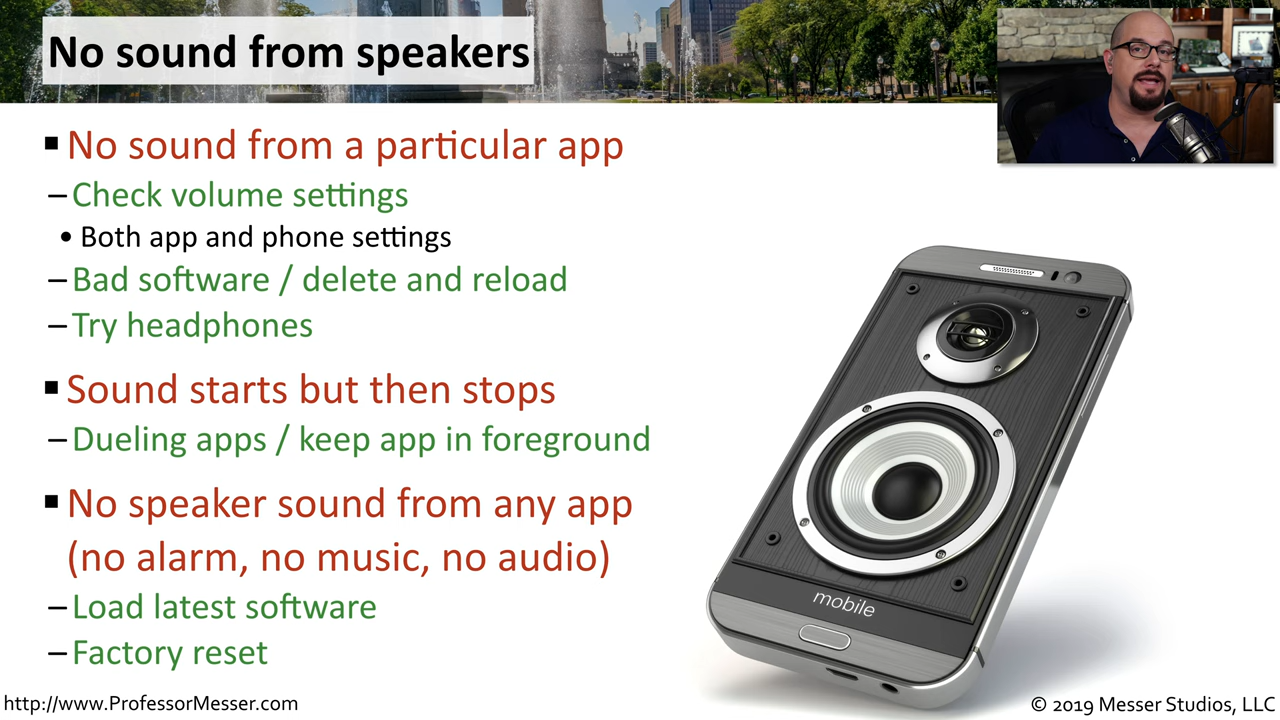 No sound from speakers
▪ No sound from a particular app
– Check volume settings
• Both app and phone settings
– Bad software / delete and reload
– Try headphones
▪ Sound starts but then stops
– Dueling apps / keep app in foreground
▪ No speaker sound from any app
(no alarm, no music, no audio)
– Load latest software
– Factory reset
mobile
http://www.ProfessorMesser.com
© 2019 Messer Studios, LLC